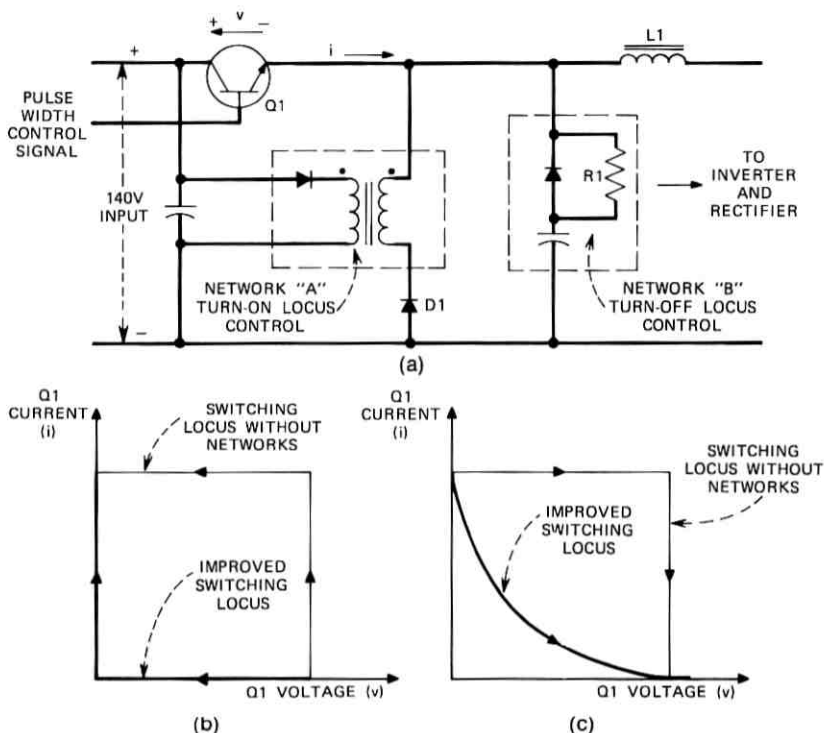 + v −
i
L1
+
Q1
PULSE
WIDTH
CONTROL
SIGNAL
140V
INPUT
R1
TO
INVERTER
AND
RECTIFIER
NETWORK "A"
TURN-ON LOCUS
CONTROL
D1
NETWORK "B"
TURN-OFF LOCUS
CONTROL
−
(a)
Q1
CURRENT
(i)
SWITCHING
LOCUS WITHOUT
NETWORKS
IMPROVED
SWITCHING
LOCUS
Q1 VOLTAGE (v)
(b)
Q1
CURRENT
(i)
SWITCHING
LOCUS WITHOUT
NETWORKS
IMPROVED
SWITCHING
LOCUS
Q1 VOLTAGE (v)
(c)